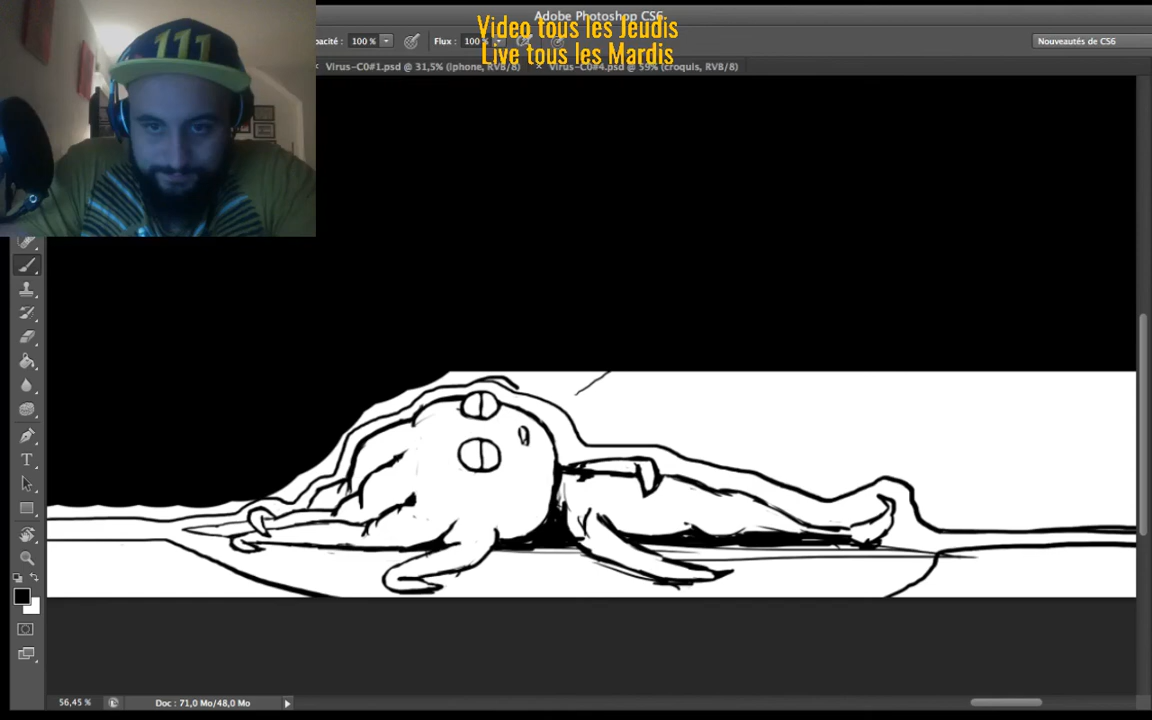 Adobe Photoshop CS6
Video tous les Jeudis
Live tous les Mardis
111
pacité : 100 %
Flux : 100 %
Nouveautés de CS6
Virus-C0#1.psd @ 31,5% (iphone, RVB/8)
Virus-C0#4.psd @ 59% (croquis, RVB/8)
56,45 %
Doc : 71,0 Mo/48,0 Mo